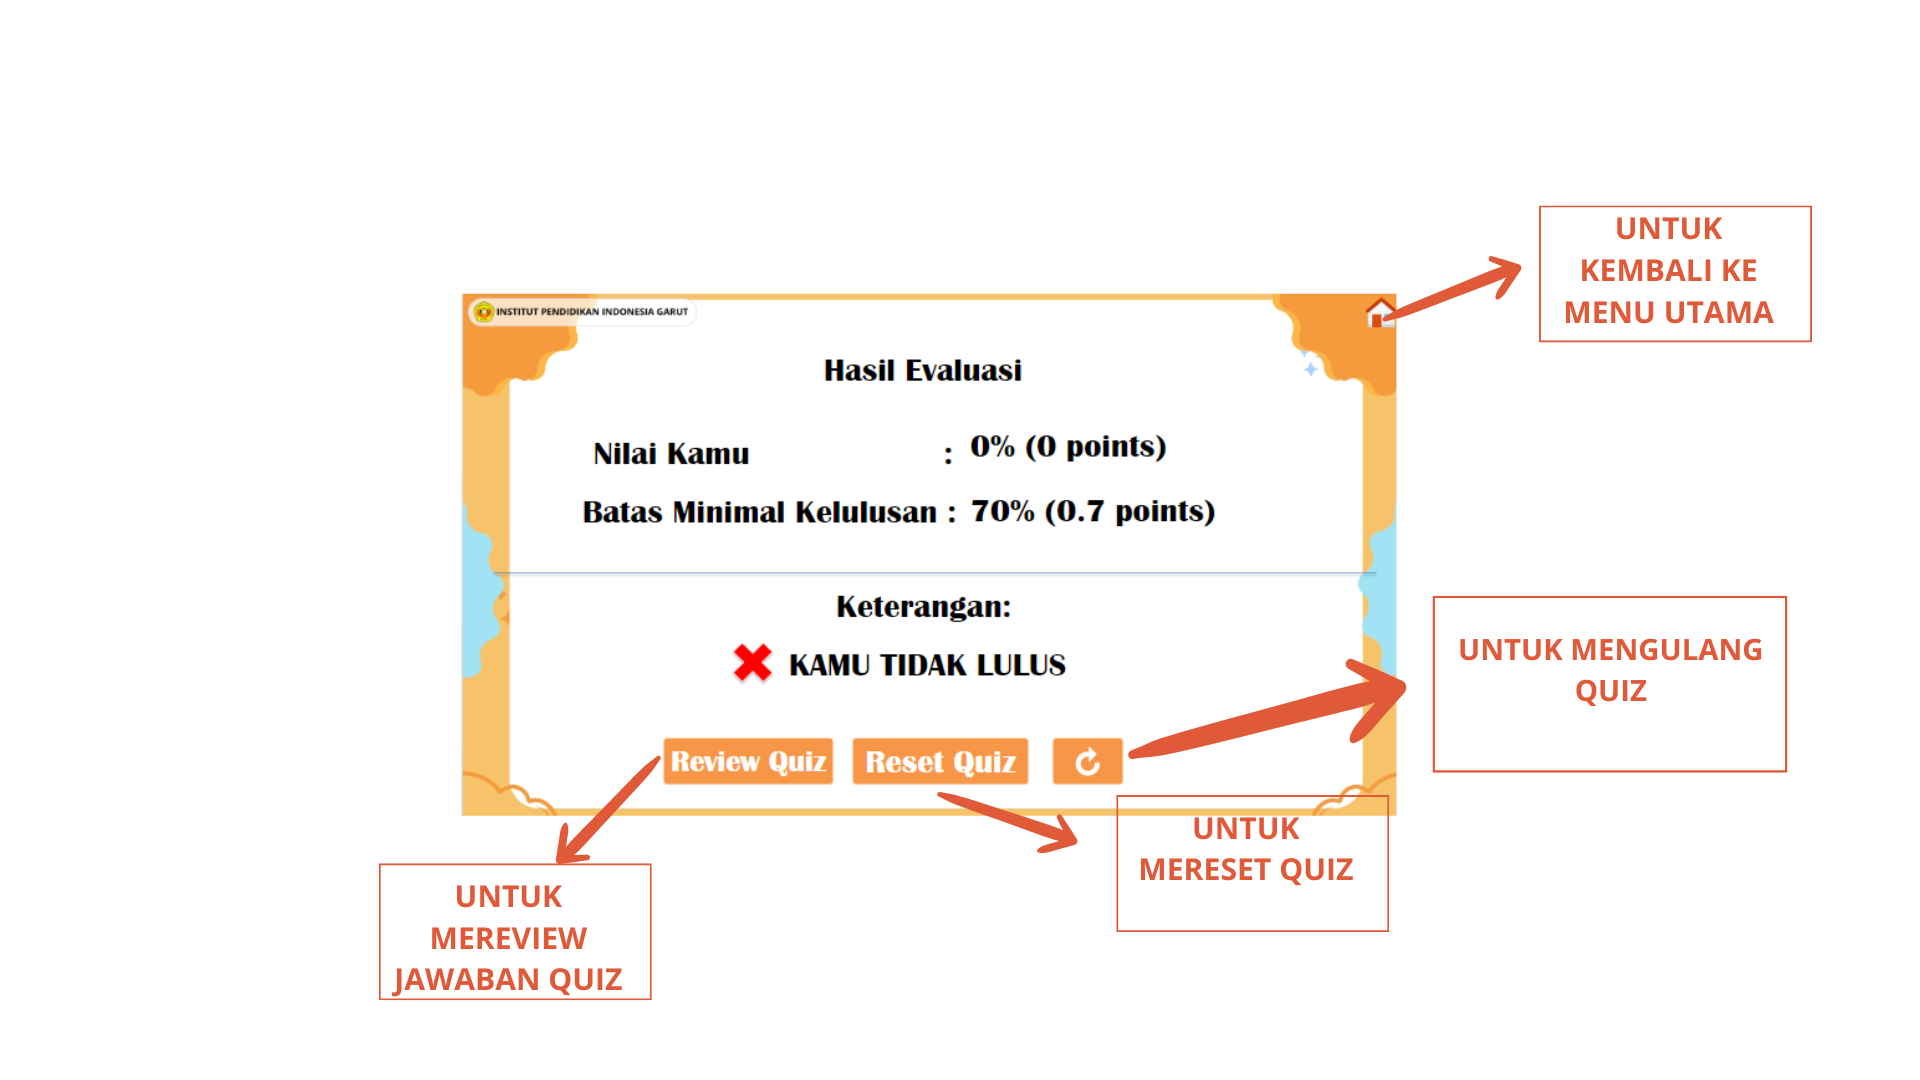 UNTUK
KEMBALI KE
MENU UTAMA
INSTITUT PENDIDIKAN INDONESIA GARUT
Hasil Evaluasi
Nilai Kamu : 0% (0 points)
Batas Minimal Kelulusan : 70% (0.7 points)
Keterangan:
KAMU TIDAK LULUS
UNTUK MENGULANG
QUIZ
Review Quiz
Reset Quiz
UNTUK
MERESET QUIZ
UNTUK
MEREVIEW
JAWABAN QUIZ